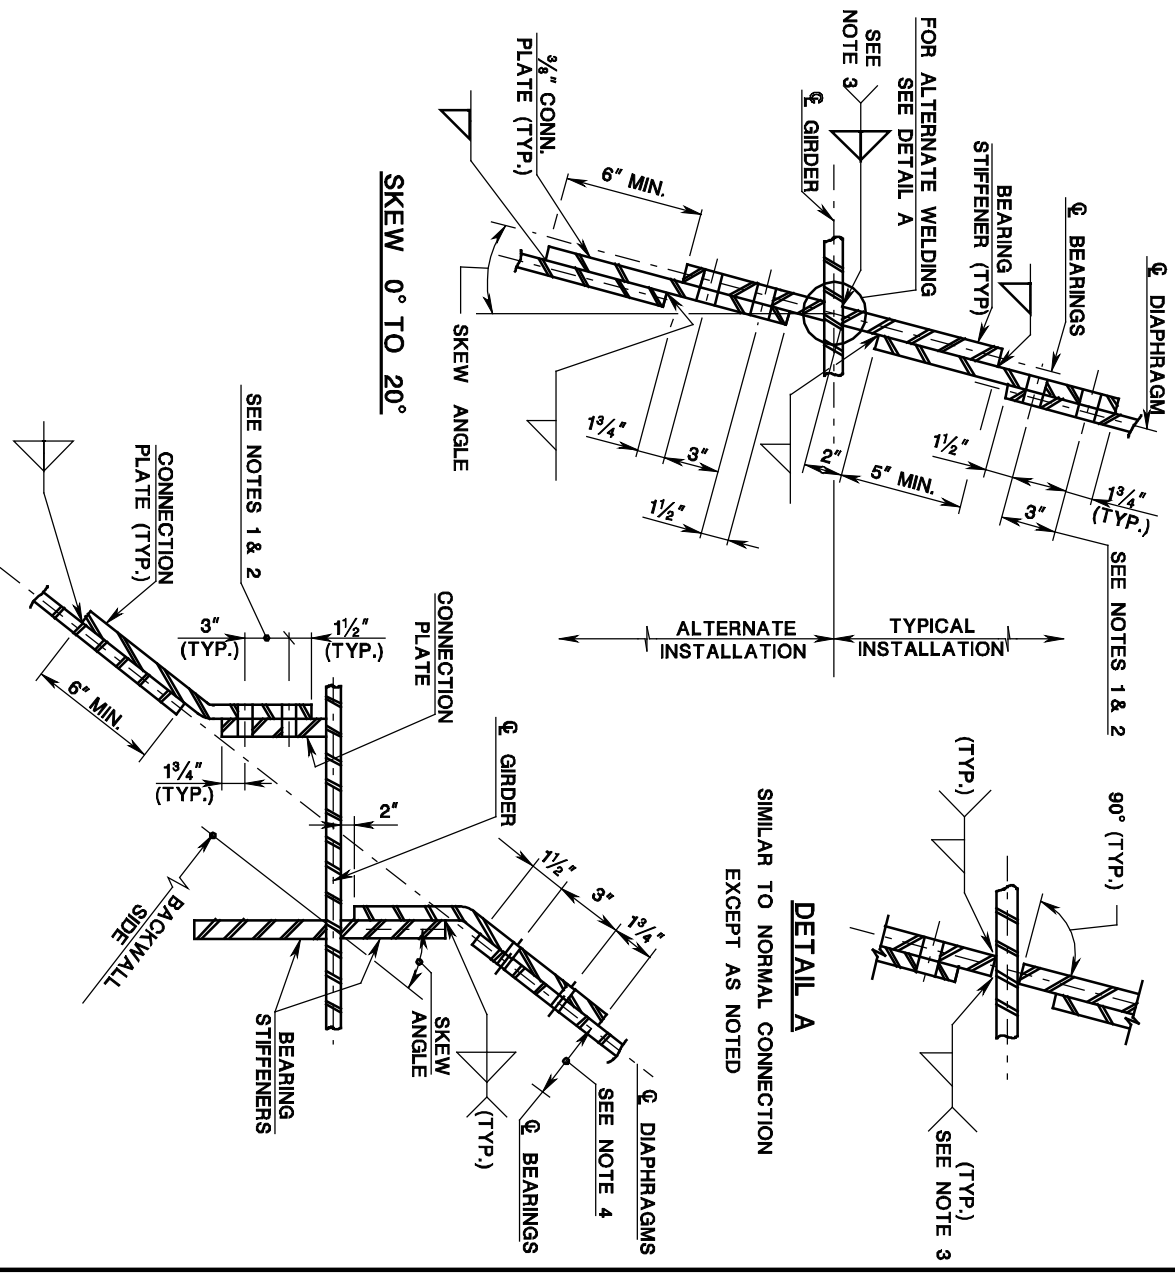 ℄ DIAPHRAGM
℄ BEARINGS
BEARING
STIFFENER (TYP)
FOR ALTERNATE WELDING
SEE DETAIL A
SEE
NOTE 3
℄ GIRDER
3/8" CONN.
PLATE (TYP.)
6" MIN.
SKEW ANGLE
1 3/4"
3"
1 1/2"
2"
5" MIN.
1 1/2"
3"
1 3/4"
(TYP.)
SEE NOTES 1 & 2
TYPICAL
INSTALLATION
ALTERNATE
INSTALLATION
SKEW 0° TO 20°
90° (TYP.)
(TYP.)
(TYP.)
SEE NOTE 3
DETAIL A
SIMILAR TO NORMAL CONNECTION
EXCEPT AS NOTED
SEE NOTES 1 & 2
CONNECTION
PLATE (TYP.)
3"
(TYP.)
1 1/2"
(TYP.)
CONNECTION
PLATE
6" MIN.
1 3/4"
(TYP.)
℄ GIRDER
2"
1 1/2"
3"
1 3/4"
BACKWALL
SIDE
BEARING
STIFFENERS
SKEW
ANGLE
(TYP.)
℄ BEARINGS
SEE NOTE 4
℄ DIAPHRAGMS